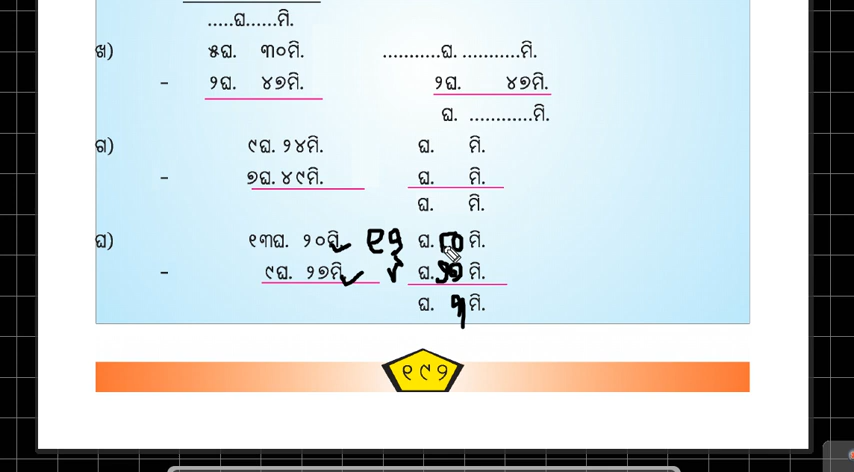 .....ଘ......ମି.
ଖ) ୫ଘ. ୩୦ମି. ...........ଘ. ...........ମି.
- ୨ଘ. ୪୭ମି. ୨ଘ. ୪୭ମି.
ଘ. ............ମି.
ଗ) ୯ଘ. ୨୪ମି. ଘ. ମି.
- ୭ଘ. ୪୯ମି. ଘ. ମି.
ଘ. ମି.
ଘ) ୧୩ଘ. ୨୦ମି. ଘ. ମି.
- ୯ଘ. ୨୭ମି. ଘ. ମି.
ଘ. ମି.
୧୯୨